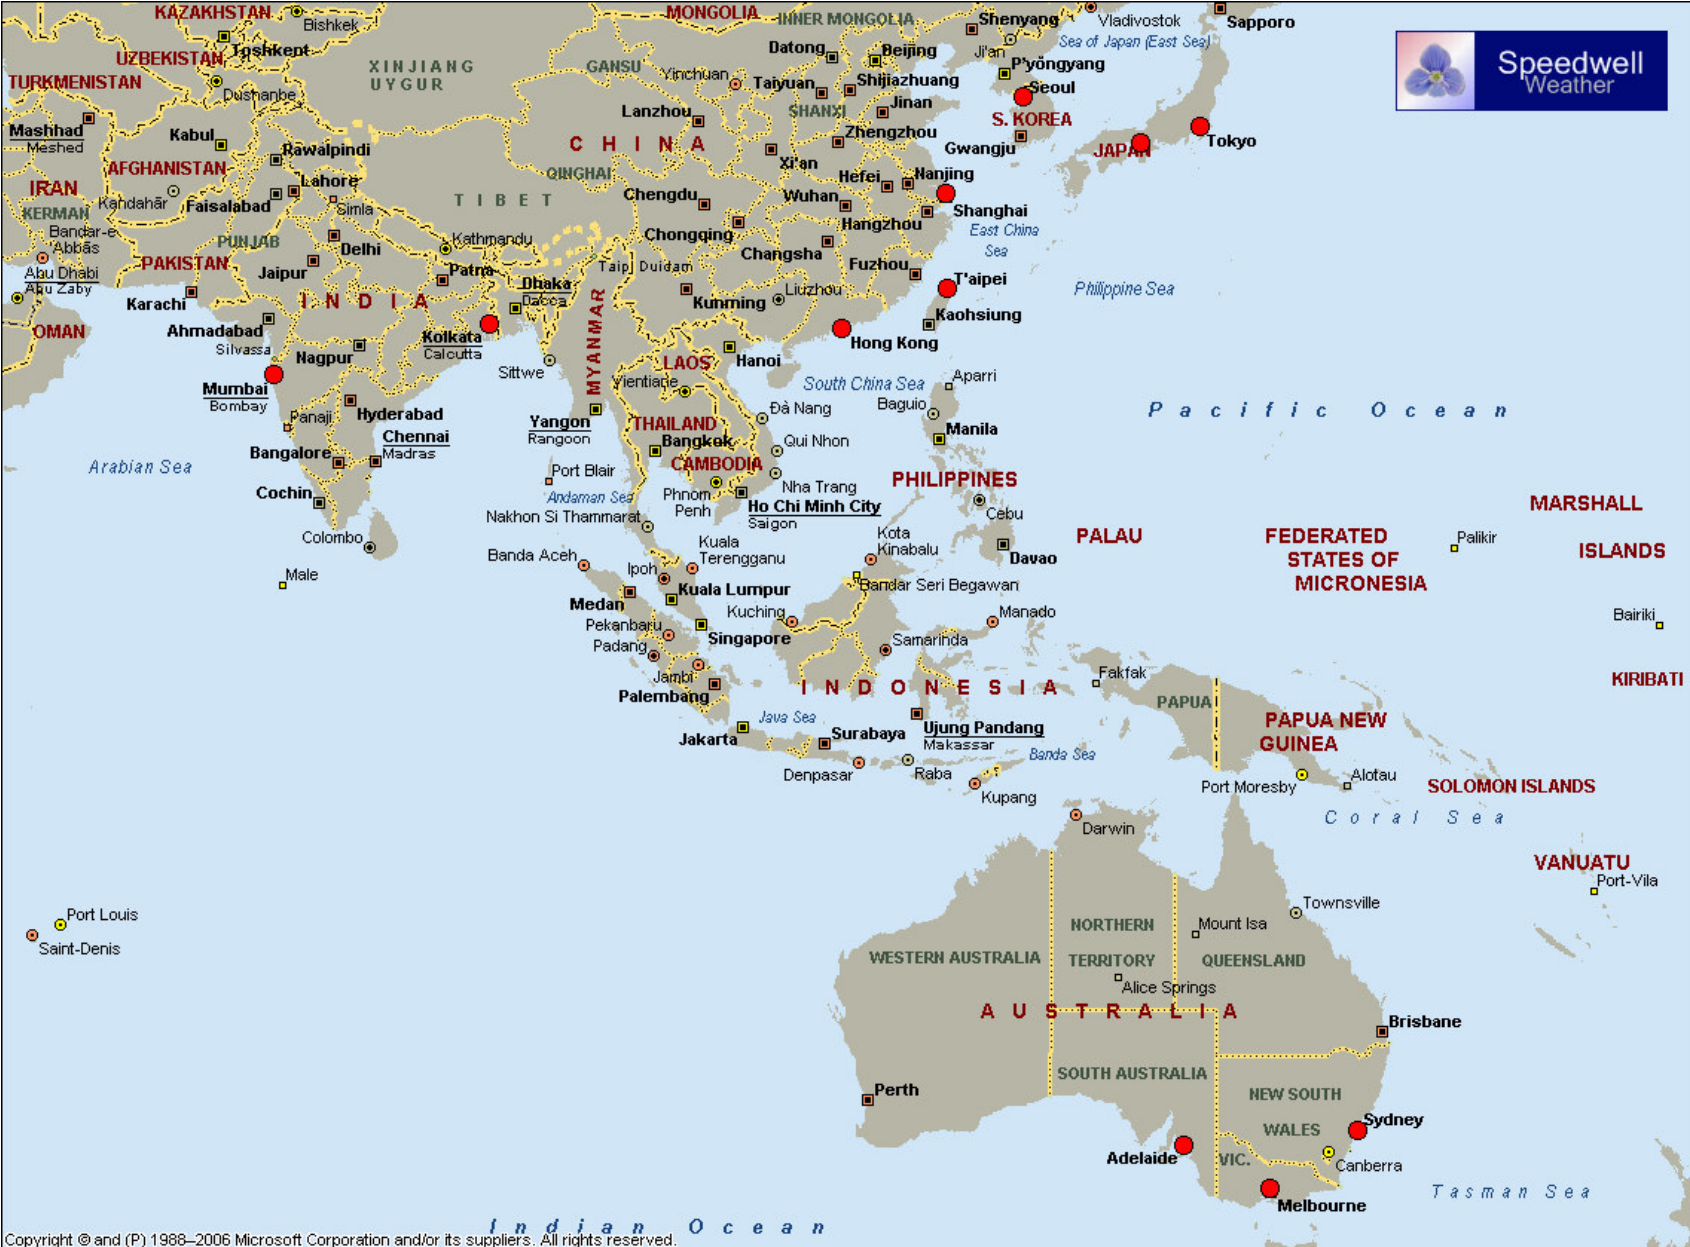 KAZAKHSTAN
Bishkek
MONGOLIA
INNER MONGOLIA
Shenyang
Vladivostok
Sapporo
UZBEKISTAN
Toshkent
Datong
Beijing
Ji'an
Sea of Japan (East Sea)
Speedwell
Weather
TURKMENISTAN
Dushanbe
XINJIANG
UYGUR
GANSU
Yinchuan
Taiyuan
Shijiazhuang
P'yŏngyang
Seoul
Mashhad
Meshed
Kabul
Rawalpindi
Lanzhou
SHANXI
Jinan
S. KOREA
CHINA
Zhengzhou
Gwangju
JAPAN
Tokyo
AFGHANISTAN
Lahore
Xi'an
IRAN
Kandahār
Faisalabad
Simla
TIBET
QINGHAI
Chengdu
Wuhan
Hefei
Nanjing
KERMAN
Bandar-e
'Abbās
PUNJAB
Delhi
Kathmandu
Chongqing
Hangzhou
Shanghai
East China
Sea
Abu Dhabi
Abu Zaby
PAKISTAN
Jaipur
Patna
Taip Duidam
Changsha
Fuzhou
Karachi
INDIA
Dhaka
Dacca
Kunming
Liuzhou
T'aipei
Philippine Sea
OMAN
Ahmadabad
Silvassa
Nagpur
Kolkata
Calcutta
MYANMAR
Hanoi
Hong Kong
Kaohsiung
Mumbai
Bombay
Sittwe
LAOS
Vientiane
South China Sea
Aparri
Baguio
Panaji
Hyderabad
Yangon
Rangoon
THAILAND
Đà Nang
Manila
Pacific Ocean
Arabian Sea
Bangalore
Chennai
Madras
Port Blair
Bangkok
Qui Nhon
CAMBODIA
Cochin
Andaman Sea
Phnom
Penh
Nha Trang
PHILIPPINES
MARSHALL
ISLANDS
Nakhon Si Thammarat
Ho Chi Minh City
Saigon
Cebu
Colombo
Kota
Kinabalu
Davao
PALAU
FEDERATED
STATES OF
MICRONESIA
Palikir
Male
Banda Aceh
Ipoh
Kuala
Terengganu
Bandar Seri Begawan
Medan
Kuala Lumpur
Kuching
Manado
Bairiki
Pekanbaru
Singapore
Samarinda
Padang
Jambi
Fakfak
KIRIBATI
Palembang
INDONESIA
PAPUA
Java Sea
Jakarta
Surabaya
Ujung Pandang
Makassar
PAPUA NEW
GUINEA
Banda Sea
Denpasar
Raba
Kupang
Port Moresby
Alotau
SOLOMON ISLANDS
Darwin
Coral Sea
VANUATU
Port-Vila
Port Louis
Saint-Denis
NORTHERN
TERRITORY
Mount Isa
Townsville
WESTERN AUSTRALIA
QUEENSLAND
Alice Springs
AUSTRALIA
Brisbane
SOUTH AUSTRALIA
Perth
NEW SOUTH
WALES
Sydney
Adelaide
VIC.
Canberra
Melbourne
Tasman Sea
Indian Ocean
Copyright © and (P) 1988–2006 Microsoft Corporation and/or its suppliers. All rights reserved.